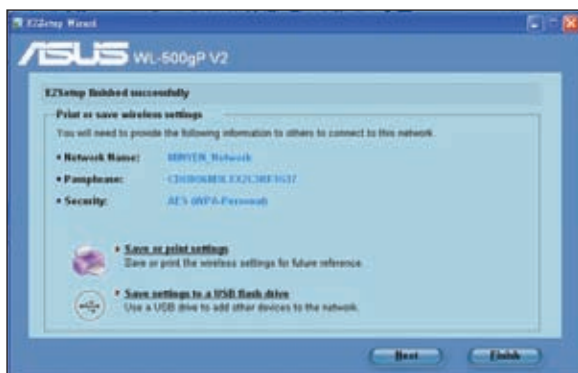 EZSetup Wizard
ASUS WL-500gP V2
EZSetup finished successfully
Print or save wireless settings
You will need to provide the following information to others to connect to this network.
• Network Name:
• Passphrase:
• Security: AES (WPA-Personal)
• Save or print settings
Save or print the wireless settings for future reference.
• Save settings to a USB flash drive
Use a USB drive to add other devices to the network.
Next Finish